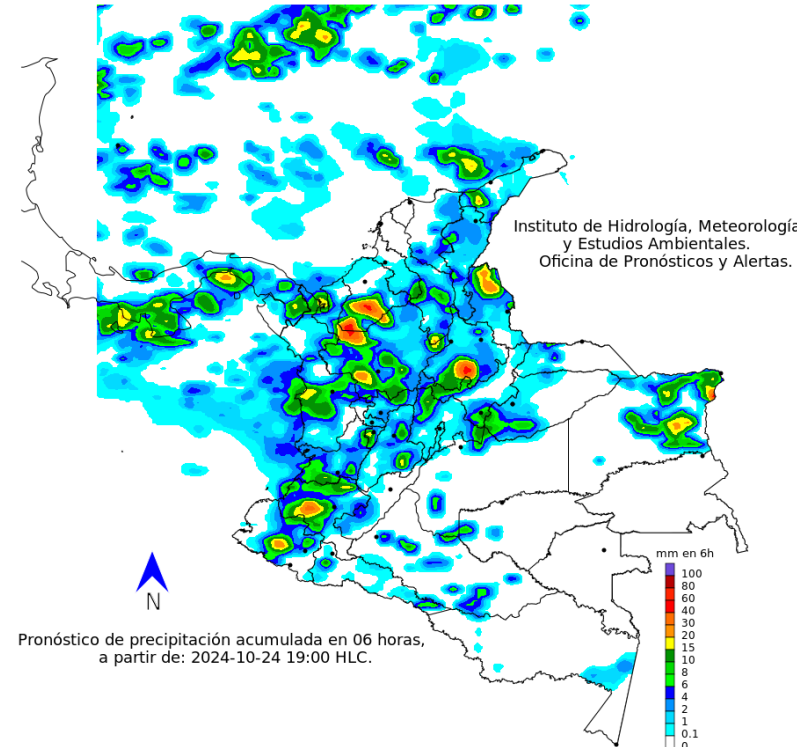 Instituto de Hidrología, Meteorología
y Estudios Ambientales.
Oficina de Pronósticos y Alertas.
N
Pronóstico de precipitación acumulada en 06 horas,
a partir de: 2024-10-24 19:00 HLC.
mm en 6h
100
80
60
40
30
20
15
10
8
6
4
2
1
0.1
0